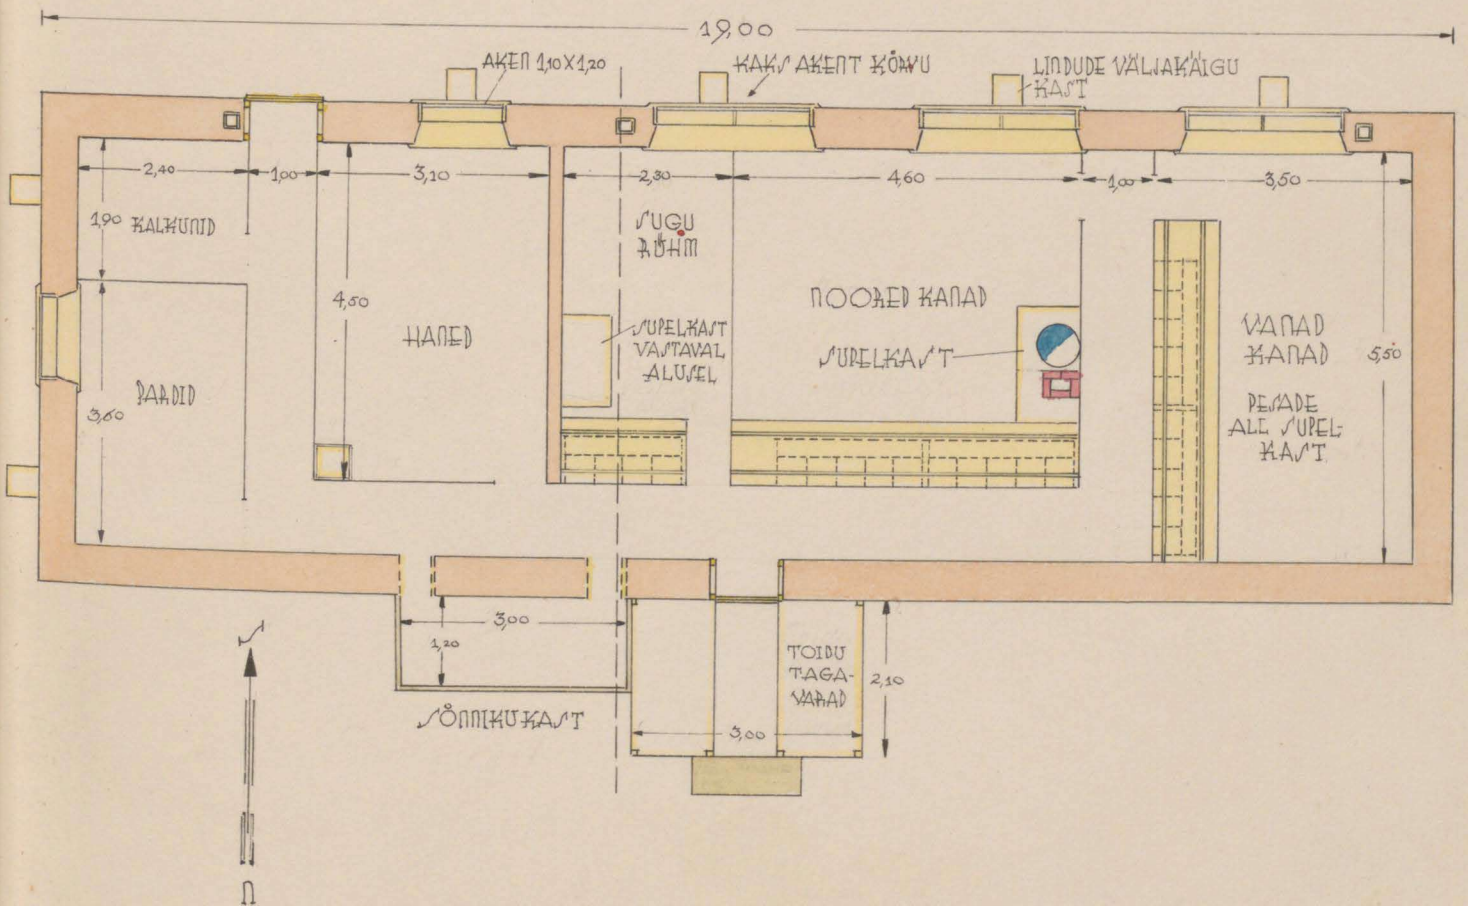 19,00
AKEN 1,10X1,20
KAKS AKENT KÕRVU
LINDUDE VÄLJAKÄIGU
KAST
2,40
1,00
3,10
2,30
4,60
1,00
3,50
1,90
KALKUNID
SUGU
RÜHM
4,50
HANED
NOORED KANAD
SUPELKAST
VASTAVAL
ALUSEL
SUPELKAST
VANAD
KANAD
5,50
PESADE
ALL SUPEL-
KAST
PARDID
3,60
3,00
1,20
TOIDU
TAGA-
VARAD
2,10
3,00
SÕNNIKUKAST
S
N